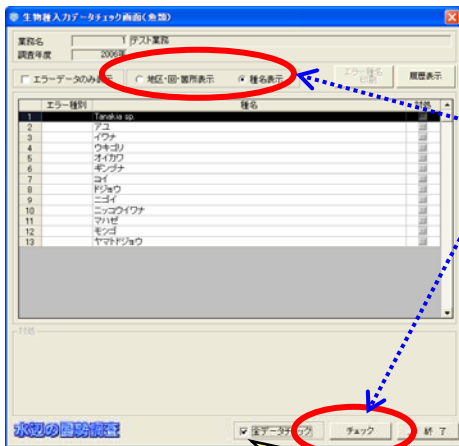 生物種入力データチェック画面(魚類)
業務名 1 テスト業務
調査年度 2006年
エラーデータのみ表示 地区・回・箇所表示 種名表示 エラー種名印刷 履歴表示
エラー種別 種名 対処
1 Tanakia sp.
2 アユ
3 イワナ
4 ウキゴリ
5 オイカワ
6 ギンブナ
7 コイ
8 ドジョウ
9 ニゴイ
10 ニッコウイワナ
11 マハゼ
12 モツゴ
13 ヤマトドジョウ
対処
水辺の国勢調査 全データチェック チェック 終 了